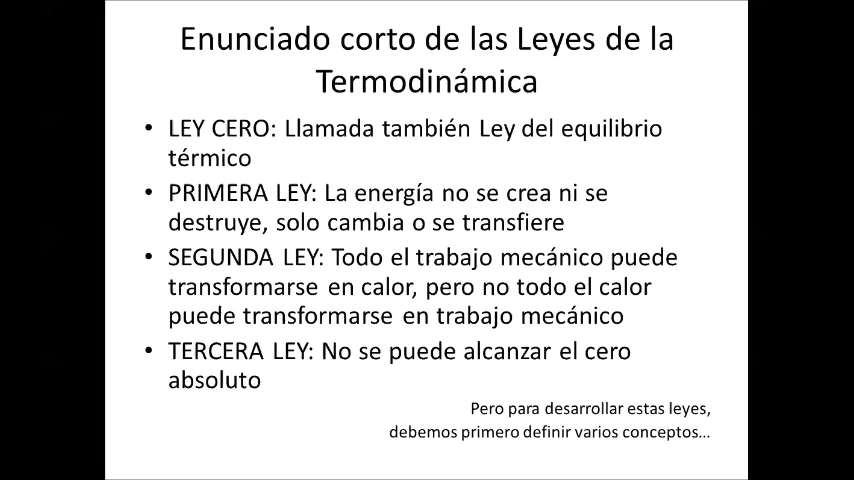 Enunciado corto de las Leyes de la
Termodinámica
• LEY CERO: Llamada también Ley del equilibrio
térmico
• PRIMERA LEY: La energía no se crea ni se
destruye, solo cambia o se transfiere
• SEGUNDA LEY: Todo el trabajo mecánico puede
transformarse en calor, pero no todo el calor
puede transformarse en trabajo mecánico
• TERCERA LEY: No se puede alcanzar el cero
absoluto
Pero para desarrollar estas leyes,
debemos primero definir varios conceptos...